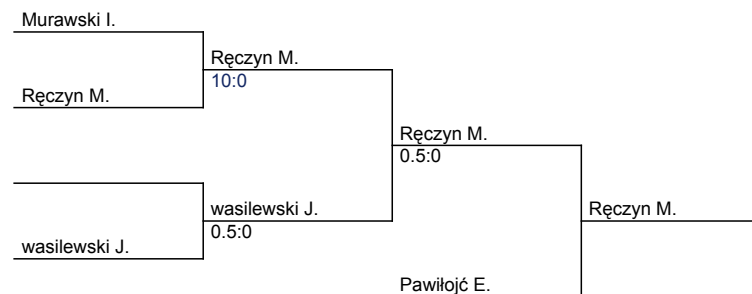 Murawski I.
Ręczyn M.
10:0
Ręczyn M.
Ręczyn M.
0.5:0
wasilewski J.
Ręczyn M.
0.5:0
wasilewski J.
Pawiłojć E.